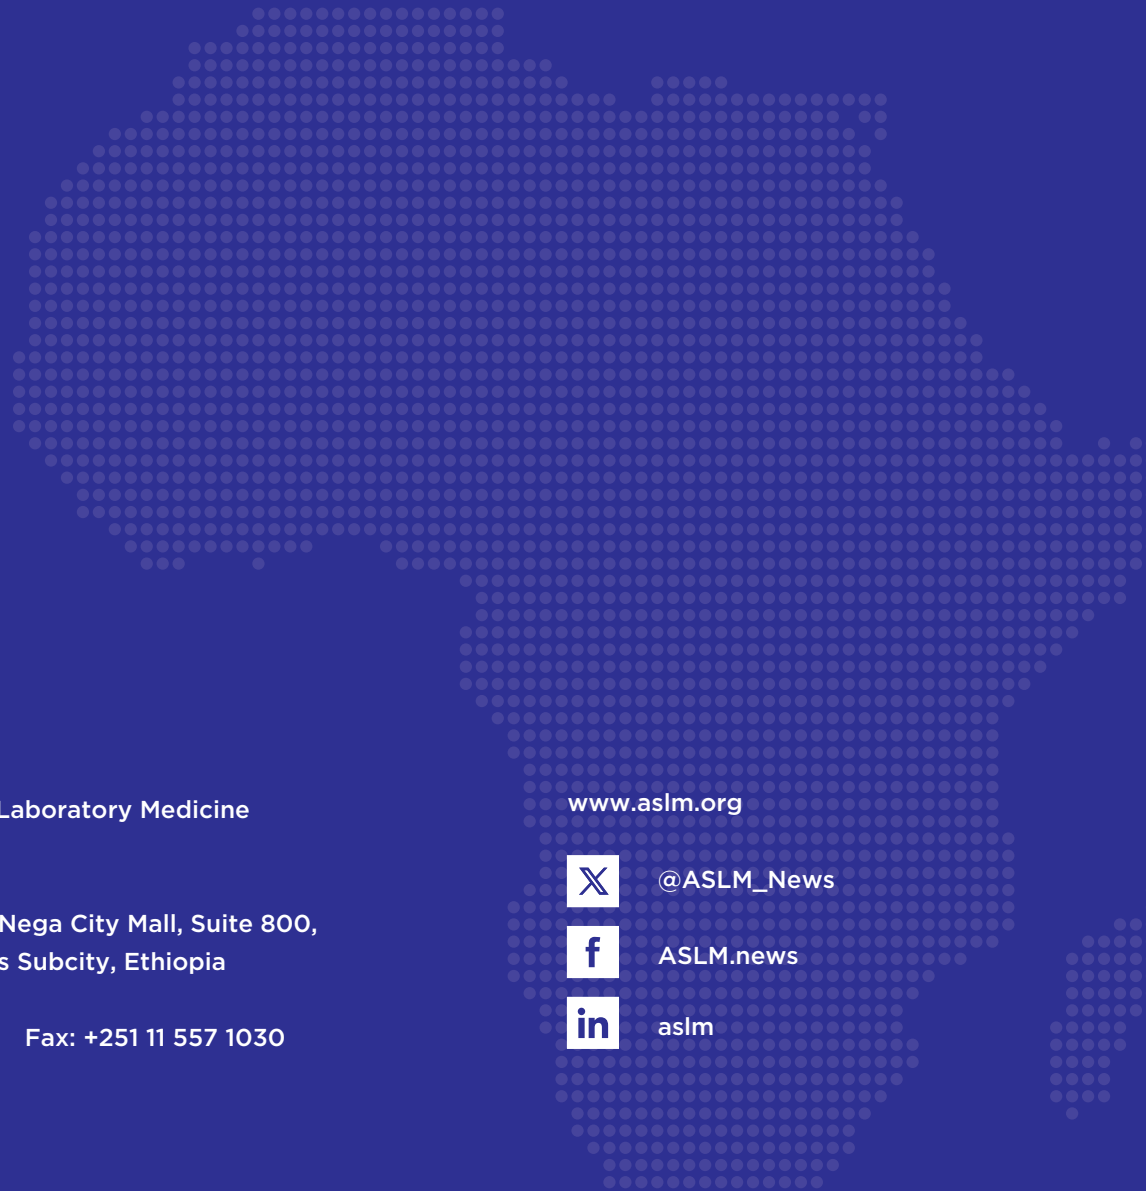 Laboratory Medicine
Nega City Mall, Suite 800,
s Subcity, Ethiopia
Fax: +251 11 557 1030
www.aslm.org
@ASLM_News
ASLM.news
aslm